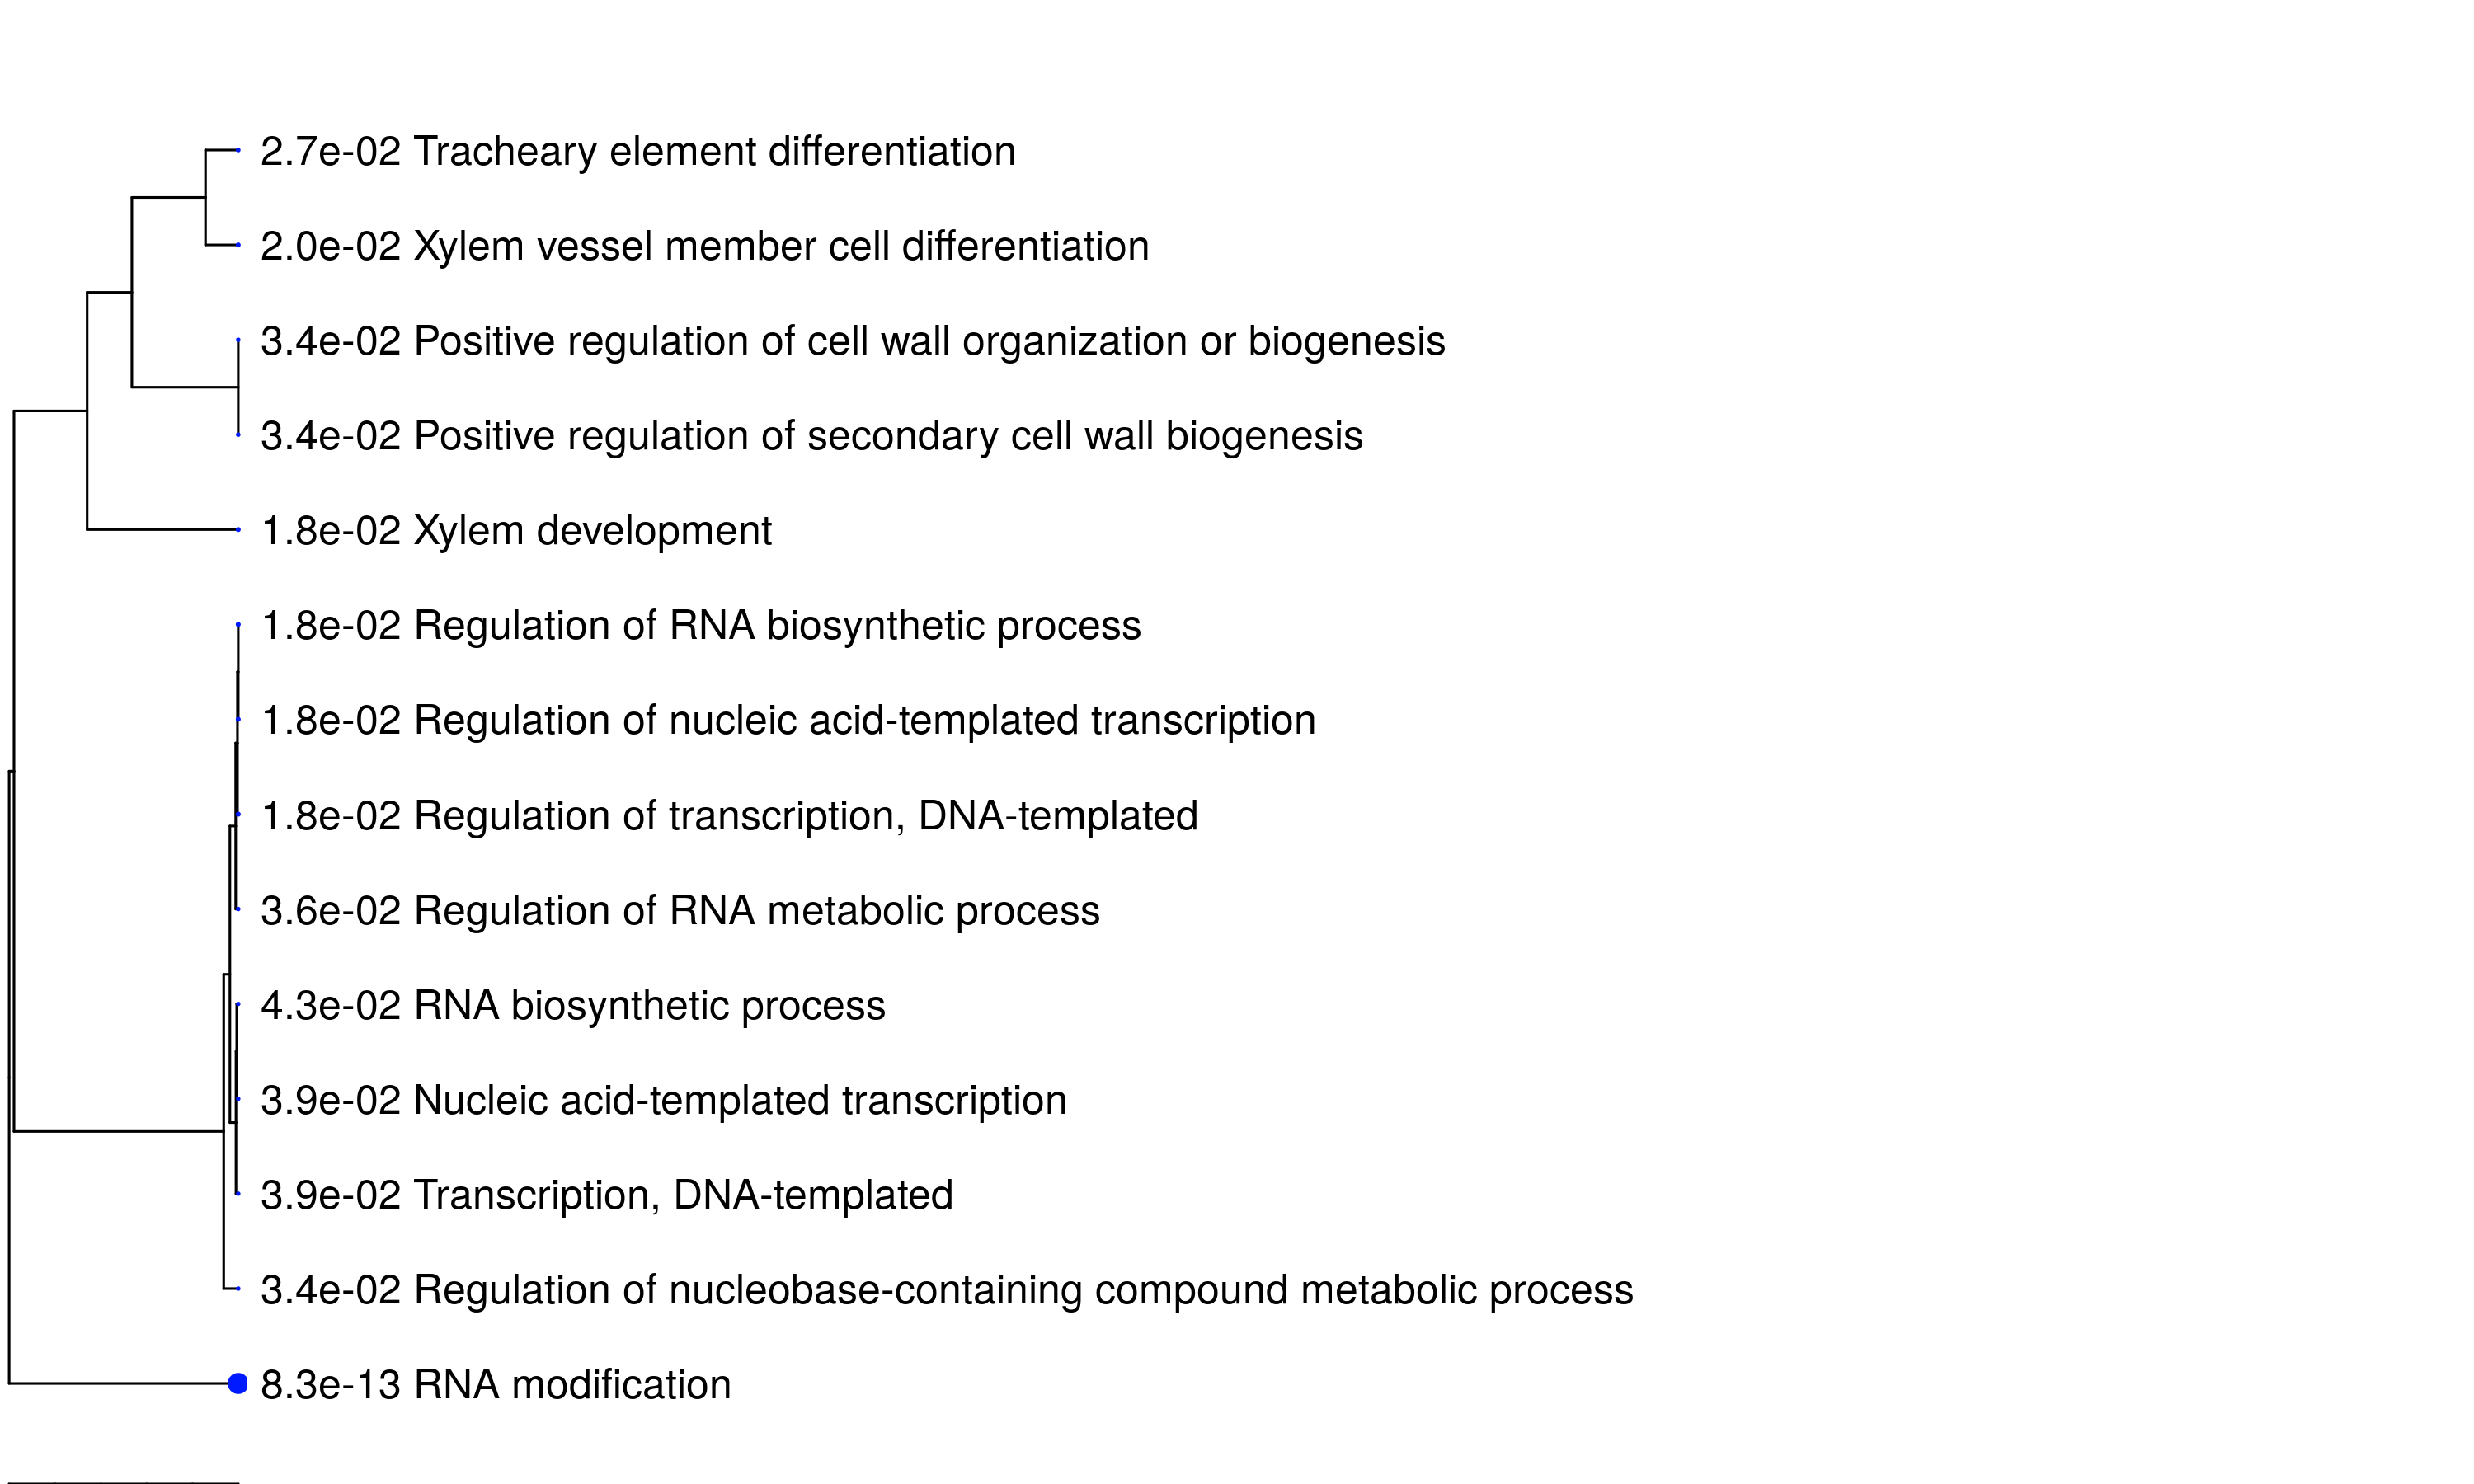 2.7e-02 Tracheary element differentiation
2.0e-02 Xylem vessel member cell differentiation
3.4e-02 Positive regulation of cell wall organization or biogenesis
3.4e-02 Positive regulation of secondary cell wall biogenesis
1.8e-02 Xylem development
1.8e-02 Regulation of RNA biosynthetic process
1.8e-02 Regulation of nucleic acid-templated transcription
1.8e-02 Regulation of transcription, DNA-templated
3.6e-02 Regulation of RNA metabolic process
4.3e-02 RNA biosynthetic process
3.9e-02 Nucleic acid-templated transcription
3.9e-02 Transcription, DNA-templated
3.4e-02 Regulation of nucleobase-containing compound metabolic process
8.3e-13 RNA modification